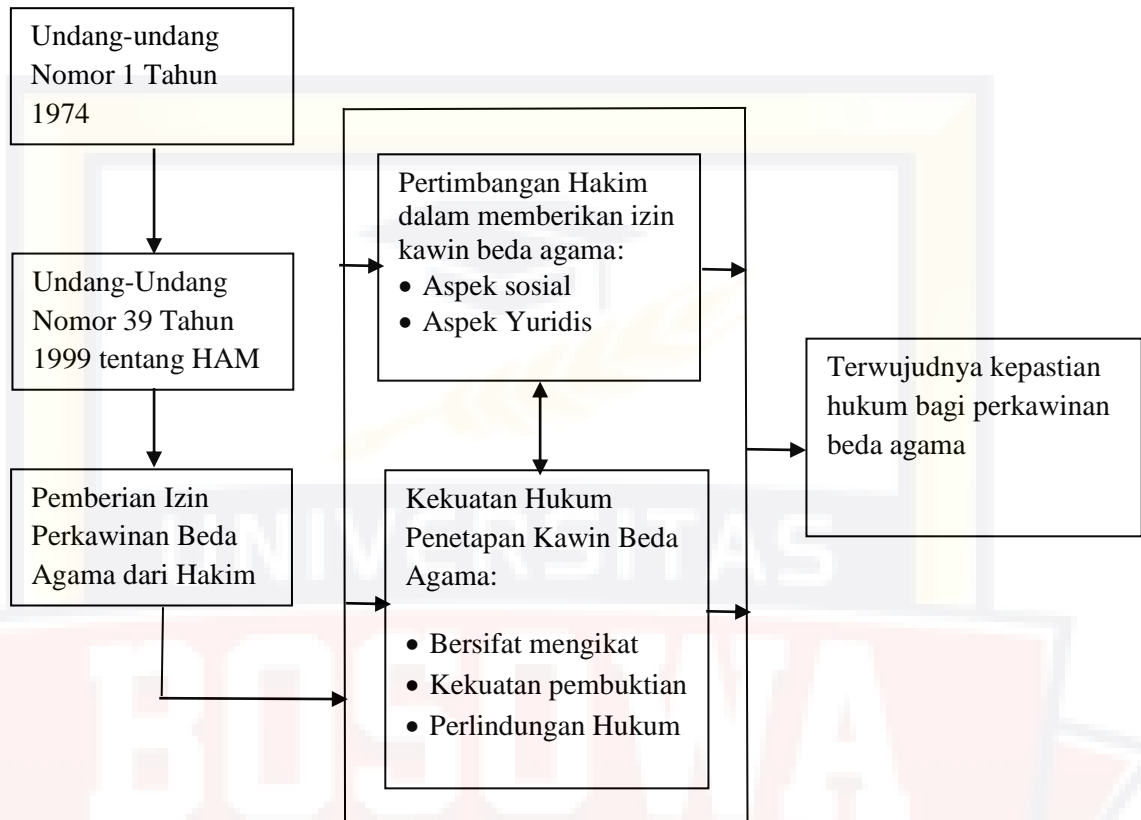 Undang-undang
Nomor 1 Tahun
1974
Undang-Undang
Nomor 39 Tahun
1999 tentang HAM
Pemberian Izin
Perkawinan Beda
Agama dari Hakim
Pertimbangan Hakim
dalam memberikan izin
kawin beda agama:
• Aspek sosial
• Aspek Yuridis
Kekuatan Hukum
Penetapan Kawin Beda
Agama:
• Bersifat mengikat
• Kekuatan pembuktian
• Perlindungan Hukum
Terwujudnya kepastian
hukum bagi perkawinan
beda agama
UNIVERSITAS
BOSOWA